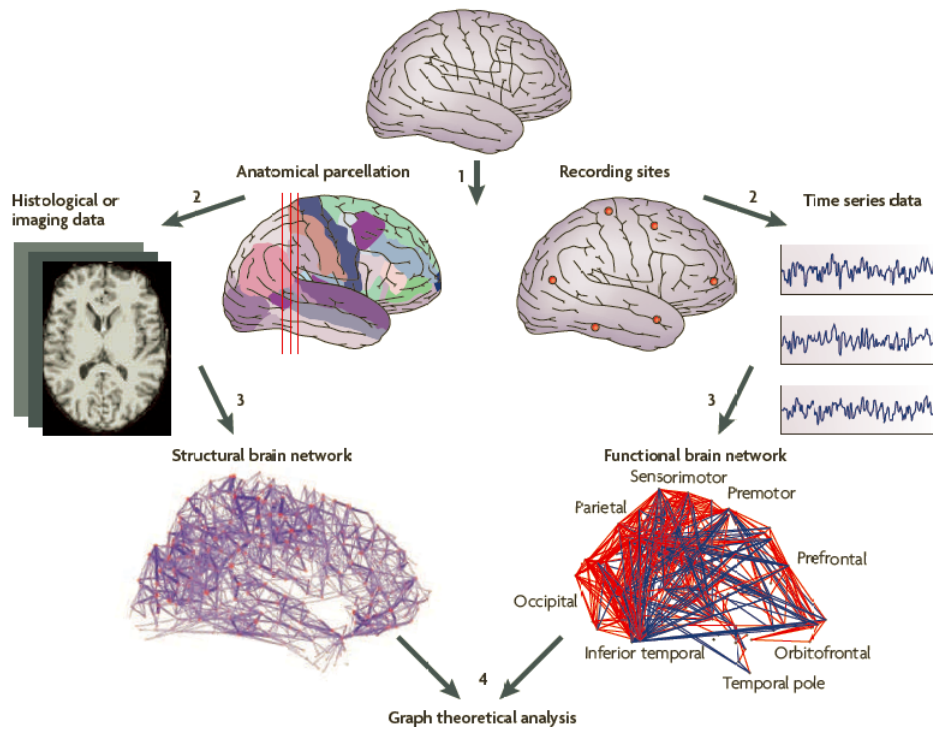 Anatomical parcellation
1
Recording sites
2
2
Histological or
imaging data
Time series data
3
3
Structural brain network
Functional brain network
Sensorimotor
Premotor
Parietal
Prefrontal
Occipital
Inferior temporal
Orbitofrontal
Temporal pole
4
Graph theoretical analysis